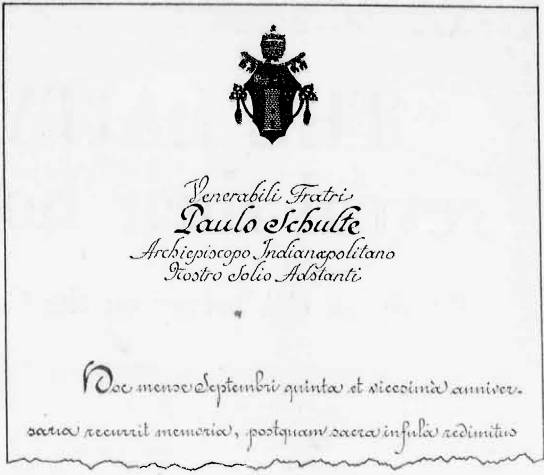 Venerabili Fratri
Paulo Schulte
Archiepiscopo Indianæpolitano
Nostro Solio Adstanti
Hoc mense Septembri quinta et vicesima anniver-
saria recurrit memoria, postquam sacra infula redimitus